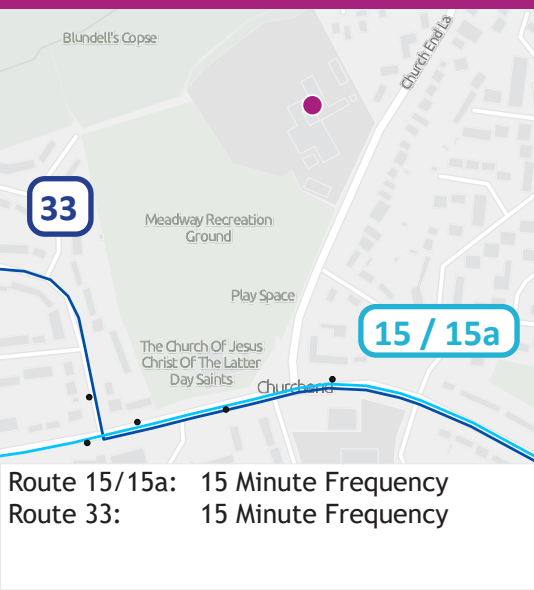 Blundell's Copse
Church End La
33
Meadway Recreation
Ground
Play Space
15 / 15a
The Church Of Jesus
Christ Of The Latter
Day Saints
Churchend
Route 15/15a: 15 Minute Frequency
Route 33: 15 Minute Frequency